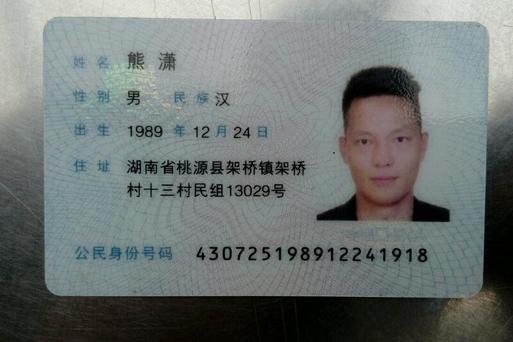 姓名 熊潇
性别 男 民族 汉
出生 1989 年 12 月 24 日
住址 湖南省桃源县架桥镇架桥
村十三村民组13029号
公民身份号码 430725198912241918